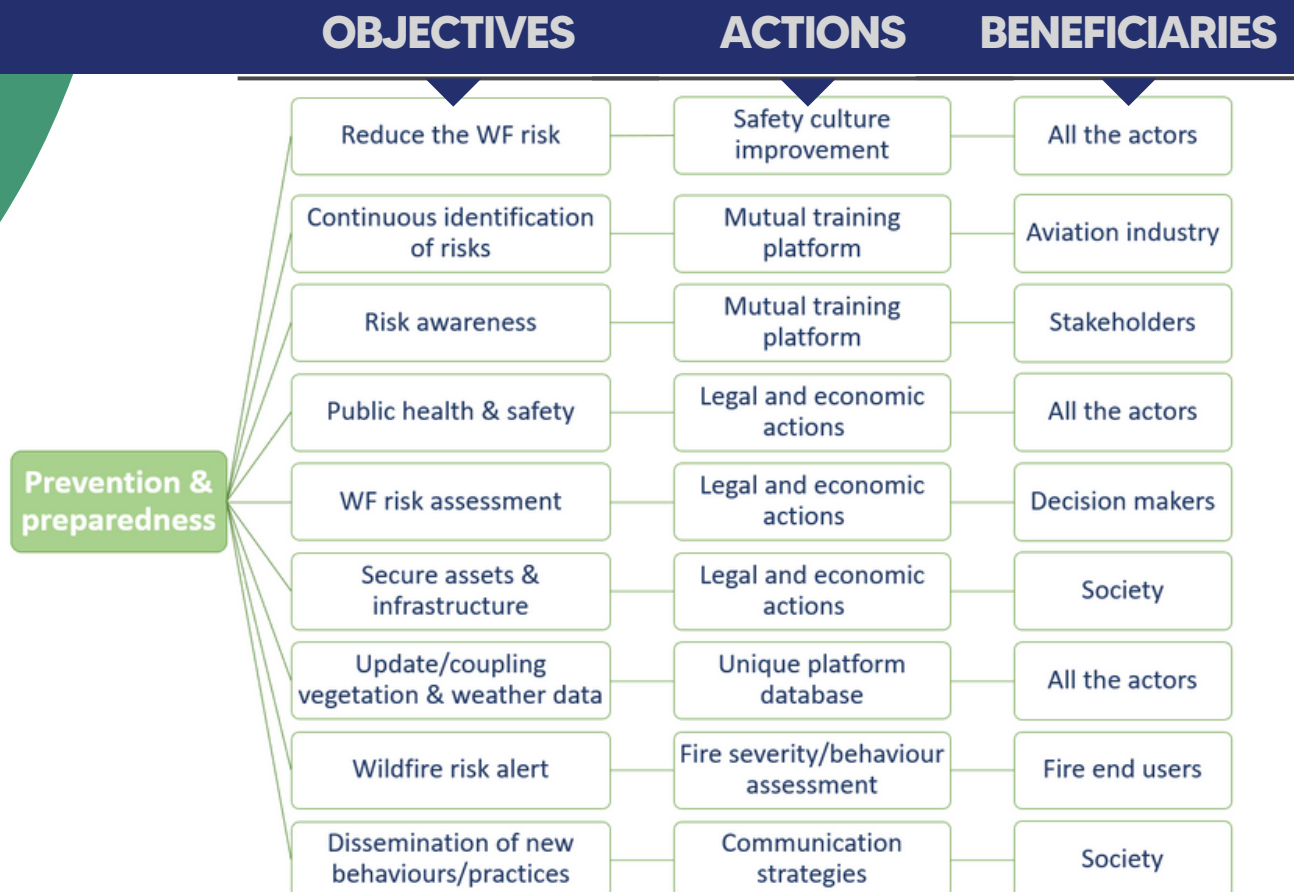 OBJECTIVES ACTIONS BENEFICIARIES
Prevention &
preparedness
Reduce the WF risk
Safety culture
improvement
All the actors
Continuous identification
of risks
Mutual training
platform
Aviation industry
Risk awareness
Mutual training
platform
Stakeholders
Public health & safety
Legal and economic
actions
All the actors
WF risk assessment
Legal and economic
actions
Decision makers
Secure assets &
infrastructure
Legal and economic
actions
Society
Update/coupling
vegetation & weather data
Unique platform
database
All the actors
Wildfire risk alert
Fire severity/behaviour
assessment
Fire end users
Dissemination of new
behaviours/practices
Communication
strategies
Society